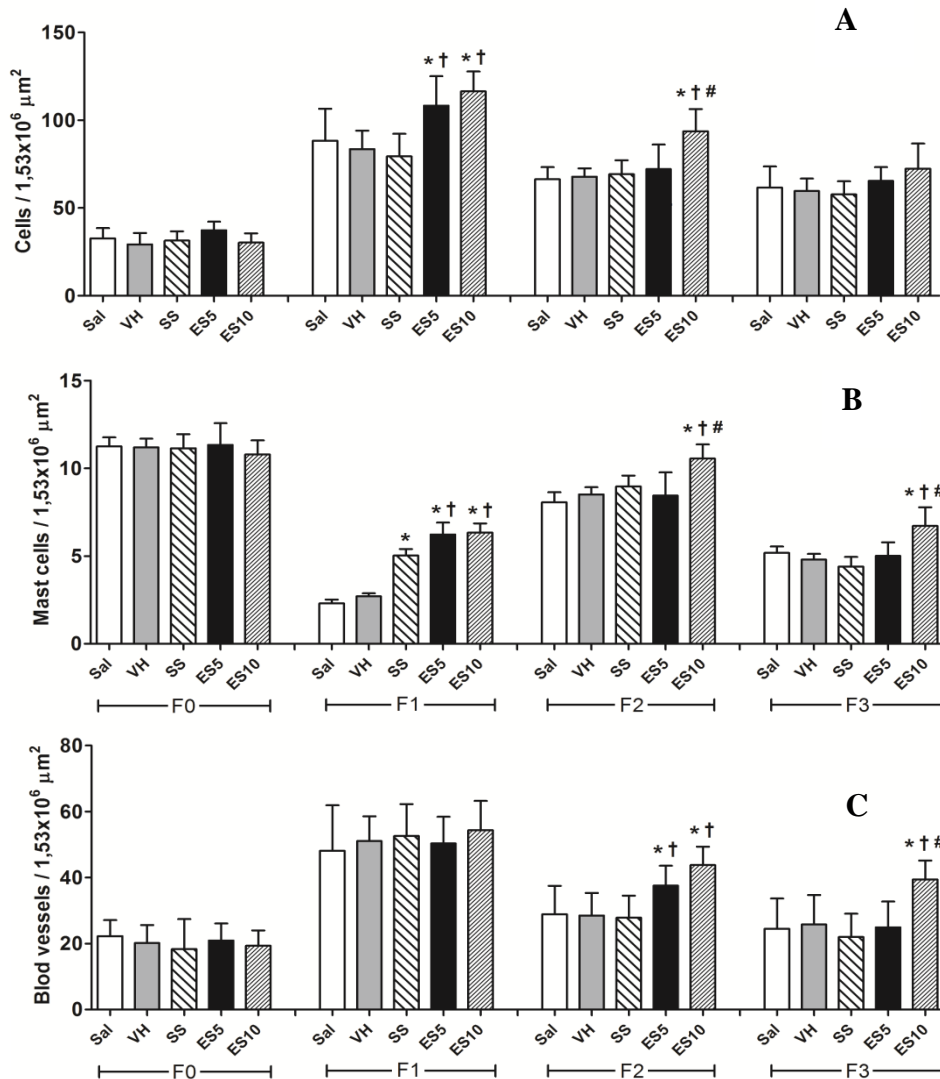 A
Cells / 1,53x10⁶ µm²
150
100
50
0
* † * †
* † #
Sal VH SS ES5 ES10 Sal VH SS ES5 ES10 Sal VH SS ES5 ES10 Sal VH SS ES5 ES10
B
Mast cells / 1,53x10⁶ µm²
15
10
5
0
* * † * †
* † #
* † #
Sal VH SS ES5 ES10 Sal VH SS ES5 ES10 Sal VH SS ES5 ES10 Sal VH SS ES5 ES10
F0 F1 F2 F3
C
Blod vessels / 1,53x10⁶ µm²
80
60
40
20
0
* † * †
* † #
Sal VH SS ES5 ES10 Sal VH SS ES5 ES10 Sal VH SS ES5 ES10 Sal VH SS ES5 ES10
F0 F1 F2 F3